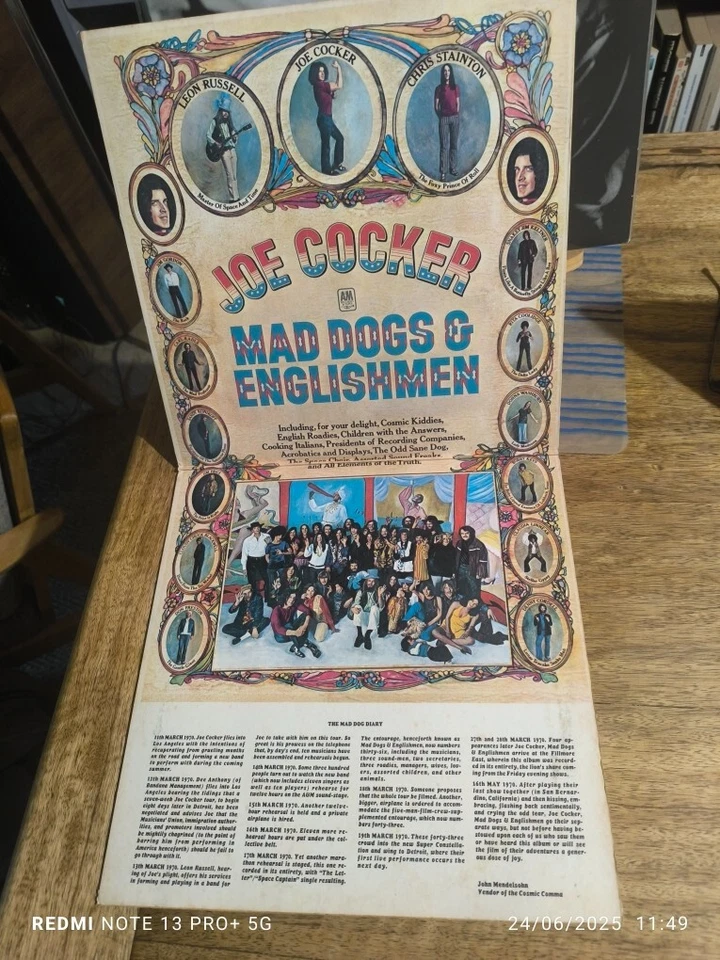 LEON RUSSELL
JOE COCKER
CHRIS STAINTON
Master Of Space And Time
The Foxy Prince Of Roll
JOE COCKER
A&M
MAD DOGS &
ENGLISHMEN
Including, for your delight, Cosmic Kiddies,
English Roadies, Children with the Answers,
Cooking Italians, Presidents of Recording Companies,
Acrobatics and Displays, The Odd Sane Dog,
The Space Choir, Assorted Sound Freaks
and All Elements of the Truth.
THE MAD DOG DIARY
11th MARCH 1970. Joe Cocker flies into
Los Angeles with the intentions of
recuperating from grueling months
on the road and forming a new band
to perform with during the coming
summer.
12th MARCH 1970. Dee Anthony (of
Bandana Management) flies into Los
Angeles bearing the tidings that a
seven-week Joe Cocker tour, to begin
eight days later in Detroit, has been
negotiated and advises Joe that the
Musicians' Union, immigration author-
ities, and promoters involved should
be mightily chagrined (to the point of
barring him from performing in
America henceforth) should he fail to
go through with it.
13th MARCH 1970. Leon Russell, hear-
ing of Joe's plight, offers his services
in forming and playing in a band for
Joe to take with him on this tour. So
great is his prowess on the telephone
that, by day's end, ten musicians have
been assembled and rehearsals begun.
14th MARCH 1970. Some three hundred
people turn out to watch the new band
(which now includes eleven singers as
well as ten players) rehearse for
twelve hours on the A&M sound-stage.
15th MARCH 1970. Another twelve-
hour rehearsal is held and a private
airplane is hired.
16th MARCH 1970. Eleven more re-
hearsal hours are put under the col-
lective belt.
17th MARCH 1970. Yet another mara-
thon rehearsal is staged, this one re-
corded in its entirety, with "The Let-
ter"/"Space Captain" single resulting.
The entourage, henceforth known as
Mad Dogs & Englishmen, now numbers
thirty-six, including the musicians,
three sound-men, two secretaries,
three roadies, managers, wives, lov-
ers, assorted children, and other
animals.
18th MARCH 1970. Someone proposes
that the whole tour be filmed. Another,
bigger, airplane is ordered to accom-
modate the five-man-film-crew-sup-
plemented entourage, which now num-
bers forty-three.
19th MARCH 1970. These forty-three
crowd into the new Super Constella-
tion and wing to Detroit, where their
first live performance occurs the
next day.
27th and 28th MARCH 1970. Four ap-
pearances later Joe Cocker, Mad Dogs
& Englishmen arrive at the Fillmore
East, wherein this album was record-
ed in its entirety, the lion's share com-
ing from the Friday evening shows.
16th MAY 1970. After playing their
last show together (in San Bernar-
dino, California) and then kissing, em-
bracing, flashing back sentimentally,
and crying the odd tear, Joe Cocker,
Mad Dogs & Englishmen go their sep-
arate ways, but not before having be-
stowed upon each of us who saw them
or have heard this album or will see
the film of their adventures a gener-
ous dose of joy.
John Mendelsohn
Vendor of the Cosmic Comma
REDMI NOTE 13 PRO+ 5G
24/06/2025 11:49